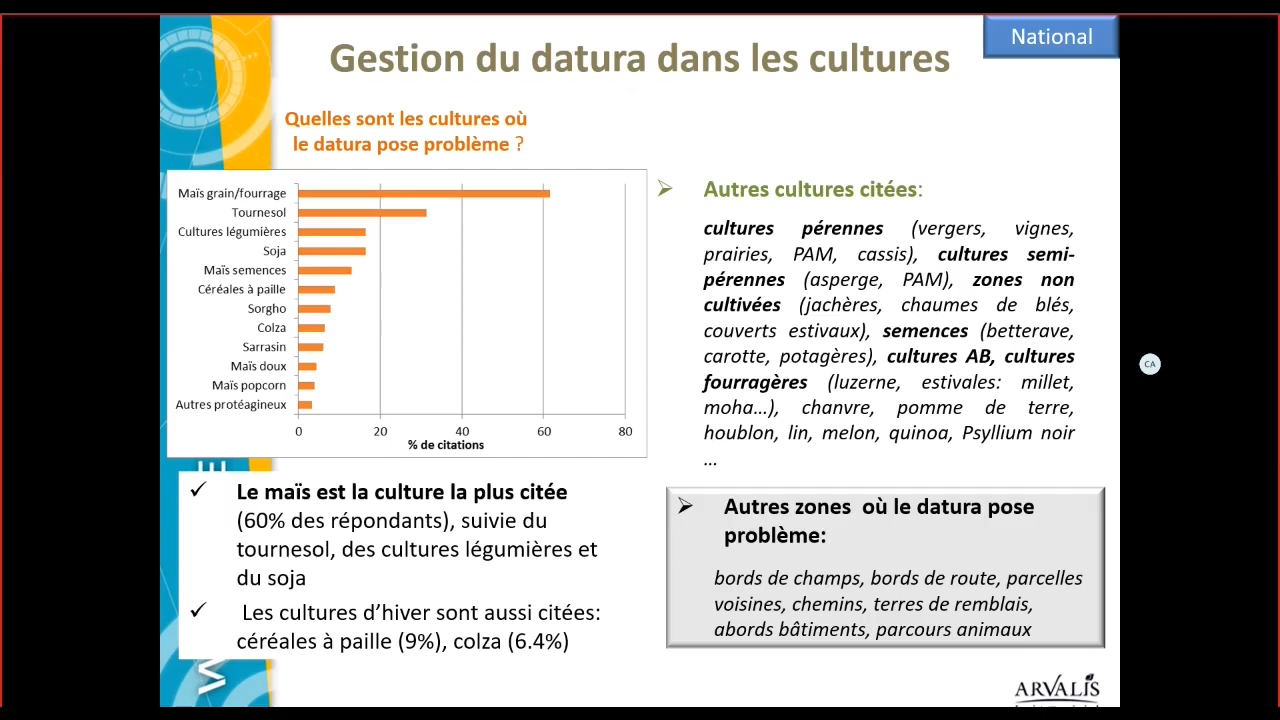 National
Gestion du datura dans les cultures
Quelles sont les cultures où
le datura pose problème ?
Maïs grain/fourrage
Tournesol
Cultures légumières
Soja
Maïs semences
Céréales à paille
Sorgho
Colza
Sarrasin
Maïs doux
Maïs popcorn
Autres protéagineux
0 20 40 60 80
% de citations
Autres cultures citées:
cultures pérennes (vergers, vignes,
prairies, PAM, cassis), cultures semi-
pérennes (asperge, PAM), zones non
cultivées (jachères, chaumes de blés,
couverts estivaux), semences (betterave,
carotte, potagères), cultures AB, cultures
fourragères (luzerne, estivales: millet,
moha…), chanvre, pomme de terre,
houblon, lin, melon, quinoa, Psyllium noir
…
Le maïs est la culture la plus citée
(60% des répondants), suivie du
tournesol, des cultures légumières et
du soja
Les cultures d’hiver sont aussi citées:
céréales à paille (9%), colza (6.4%)
Autres zones où le datura pose
problème:
bords de champs, bords de route, parcelles
voisines, chemins, terres de remblais,
abords bâtiments, parcours animaux
ARVALIS
CA